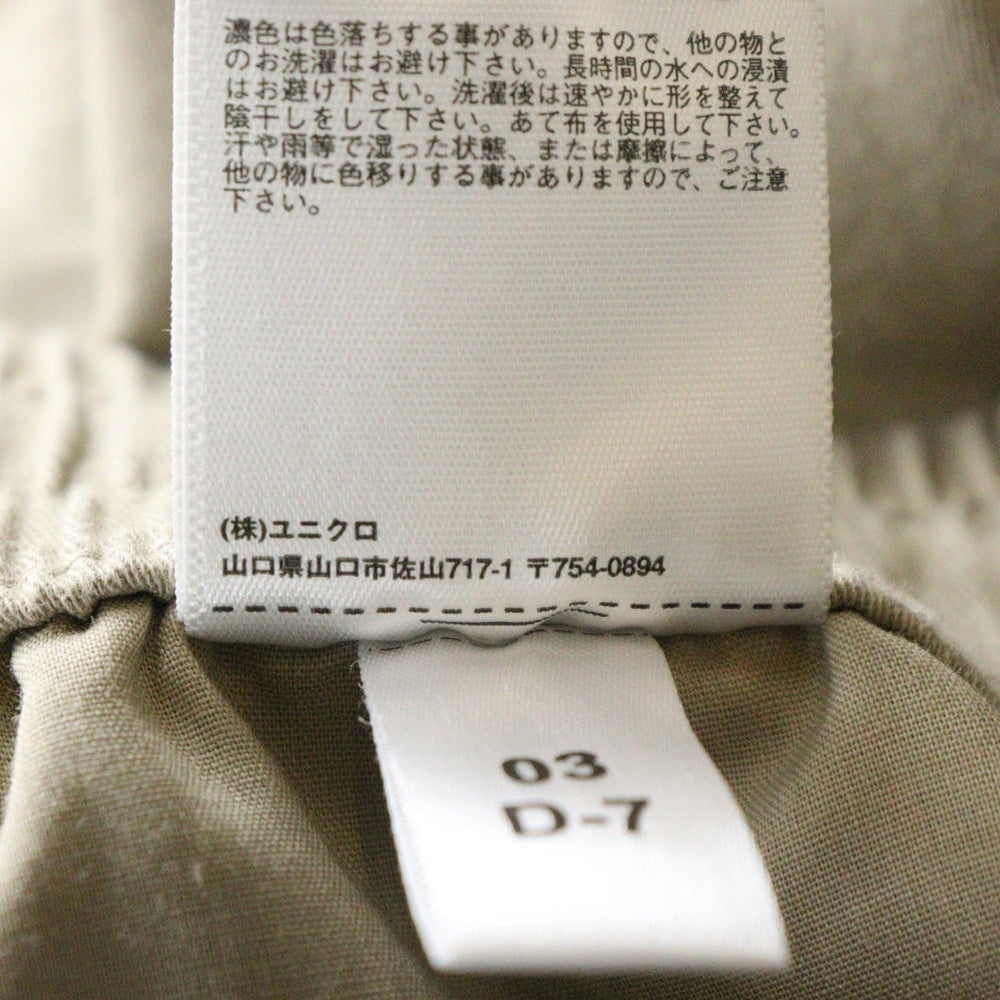 濃色は色落ちする事がありますので、他の物と
のお洗濯はお避け下さい。長時間の水への浸漬
はお避け下さい。洗濯後は速やかに形を整えて
陰干しをして下さい。あて布を使用して下さい。
汗や雨等で湿った状態、または摩擦によって、
他の物に色移りする事がありますので、ご注意
下さい。
(株)ユニクロ
山口県山口市佐山717-1 〒754-0894
03
D-7